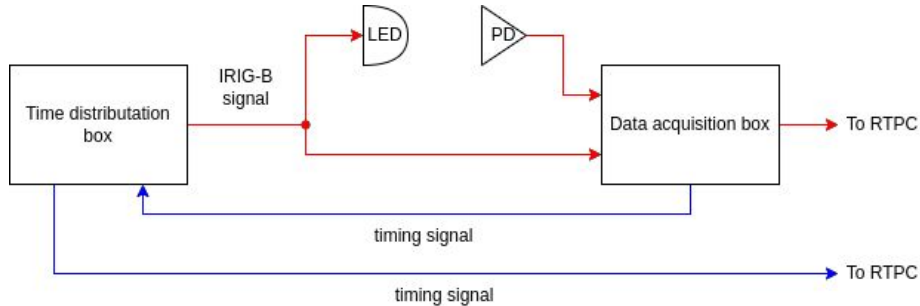 LED
PD
IRIG-B
signal
Time distributation
box
Data acquisition box
To RTPC
timing signal
To RTPC
timing signal